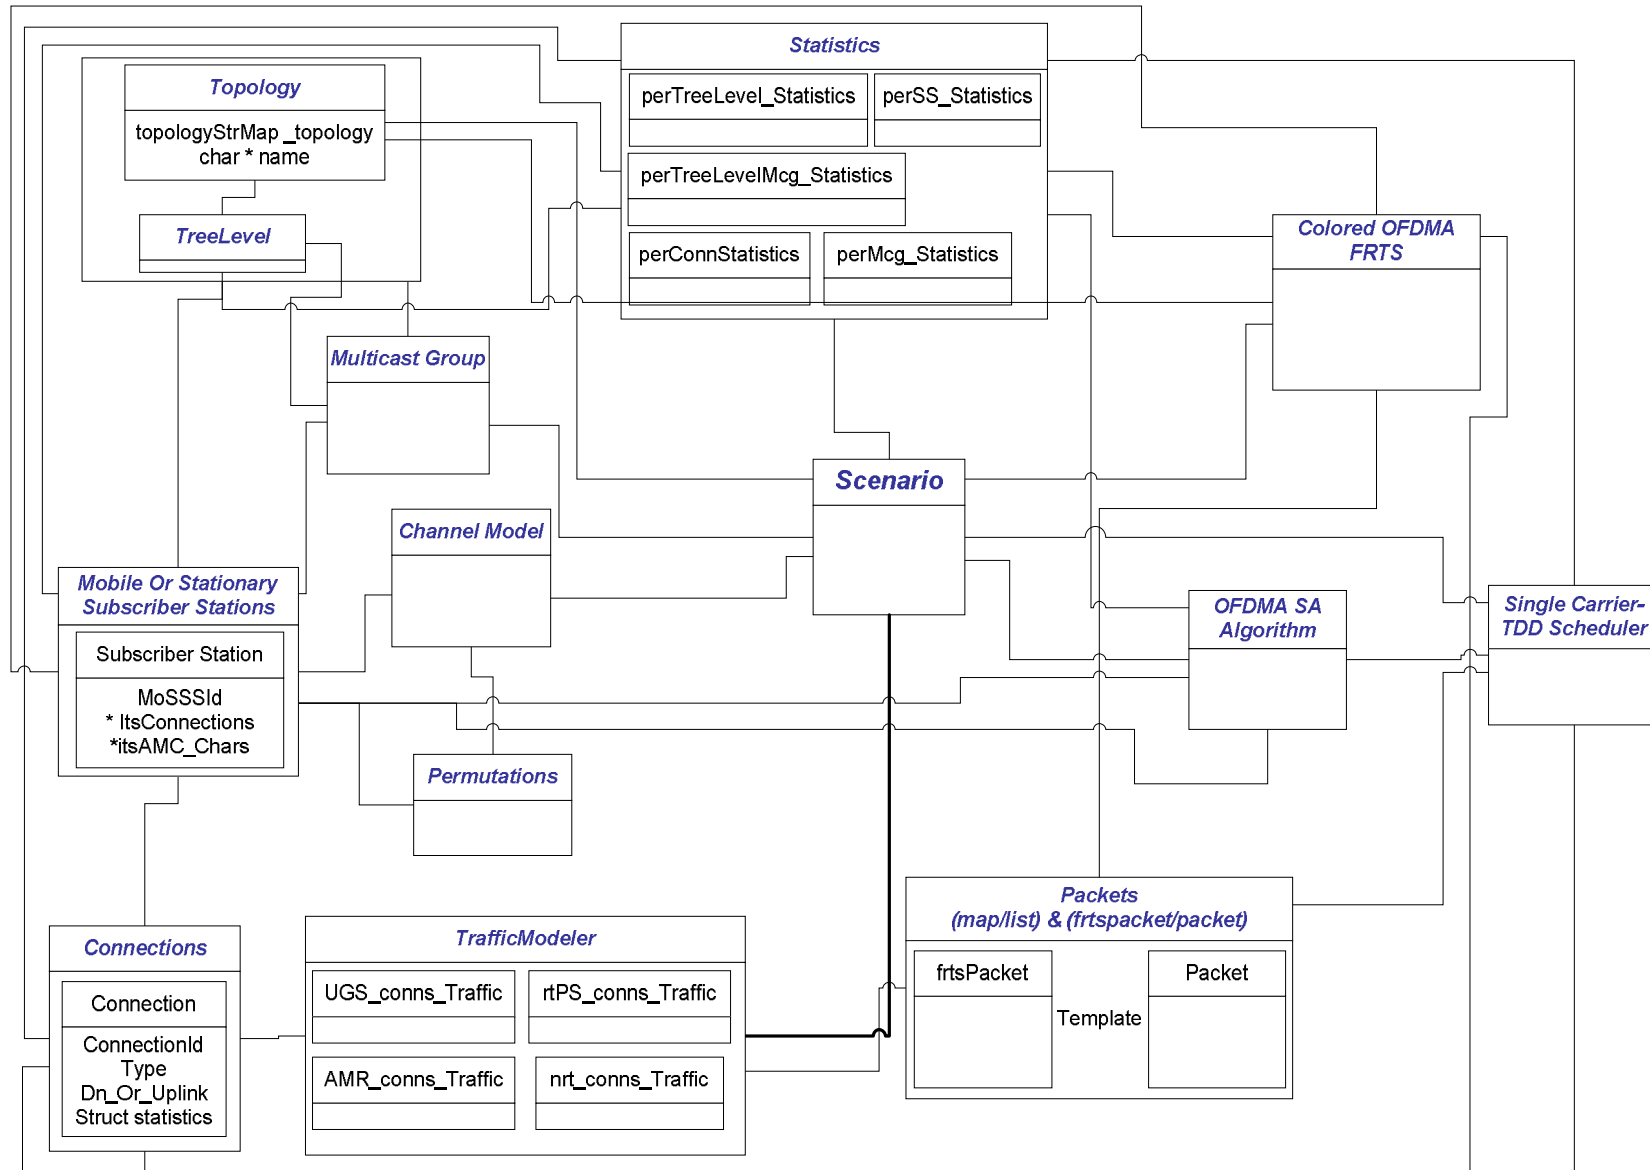 Statistics
perTreeLevel_Statistics
perSS_Statistics
perTreeLevelMcg_Statistics
perConnStatistics
perMcg_Statistics
Topology
topologyStrMap _topology
char * name
TreeLevel
Colored OFDMA
FRTS
Multicast Group
Scenario
Channel Model
Mobile Or Stationary
Subscriber Stations
Subscriber Station
MoSSSId
* ItsConnections
*itsAMC_Chars
OFDMA SA
Algorithm
Single Carrier-
TDD Scheduler
Permutations
Packets
(map/list) & (frtspacket/packet)
frtsPacket
Template
Packet
Connections
Connection
ConnectionId
Type
Dn_Or_Uplink
Struct statistics
TrafficModeler
UGS_conns_Traffic
rtPS_conns_Traffic
AMR_conns_Traffic
nrt_conns_Traffic